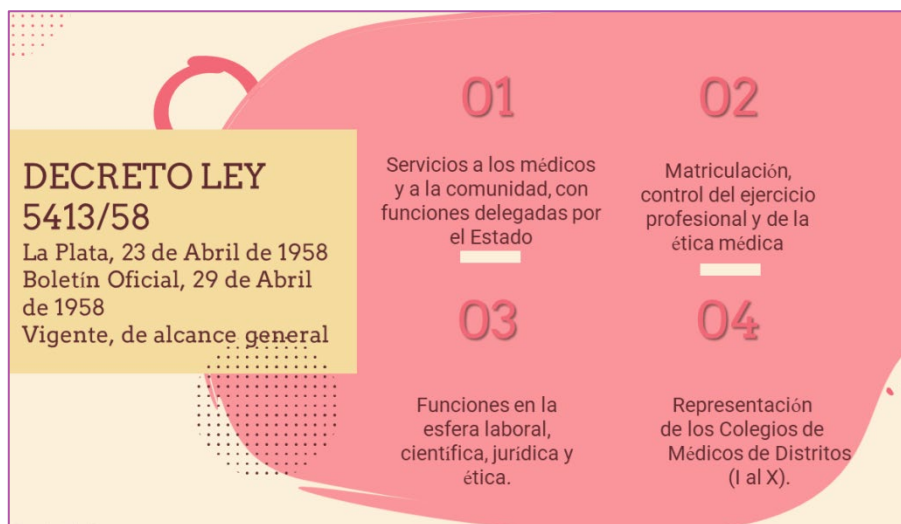 DECRETO LEY
5413/58
La Plata, 23 de Abril de 1958
Boletín Oficial, 29 de Abril
de 1958
Vigente, de alcance general
01
Servicios a los médicos
y a la comunidad, con
funciones delegadas por
el Estado
02
Matriculación,
control del ejercicio
profesional y de la
ética médica
03
Funciones en la
esfera laboral,
científica, jurídica y
ética.
04
Representación
de los Colegios de
Médicos de Distritos
(I al X).